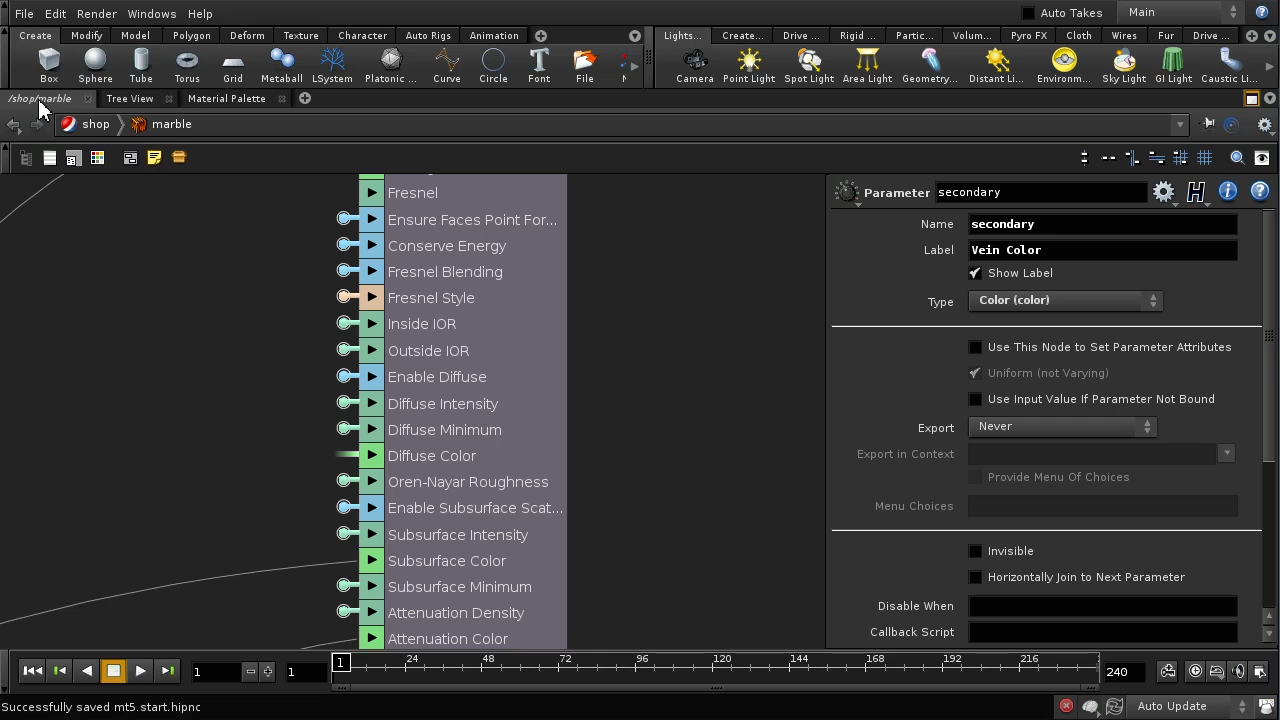 File Edit Render Windows Help Auto Takes Main
Create Modify Model Polygon Deform Texture Character Auto Rigs Animation Lights... Create... Drive ... Rigid ... Partic... Volum... Pyro FX Cloth Wires Fur Drive ...
Box Sphere Tube Torus Grid Metaball LSystem Platonic ... Curve Circle Font File Camera Point Light Spot Light Area Light Geometry... Distant Li... Environm... Sky Light GI Light Caustic Li...
/shop/marble Tree View Material Palette
shop marble
Fresnel
Ensure Faces Point For...
Conserve Energy
Fresnel Blending
Fresnel Style
Inside IOR
Outside IOR
Enable Diffuse
Diffuse Intensity
Diffuse Minimum
Diffuse Color
Oren-Nayar Roughness
Enable Subsurface Scat...
Subsurface Intensity
Subsurface Color
Subsurface Minimum
Attenuation Density
Attenuation Color
Parameter secondary
Name secondary
Label Vein Color
Show Label
Type Color (color)
Use This Node to Set Parameter Attributes
Uniform (not Varying)
Use Input Value If Parameter Not Bound
Export Never
Export in Context
Provide Menu Of Choices
Menu Choices
Invisible
Horizontally Join to Next Parameter
Disable When
Callback Script
1 1 1 24 48 72 96 120 144 168 192 216 240
Successfully saved mt5.start.hipnc Auto Update